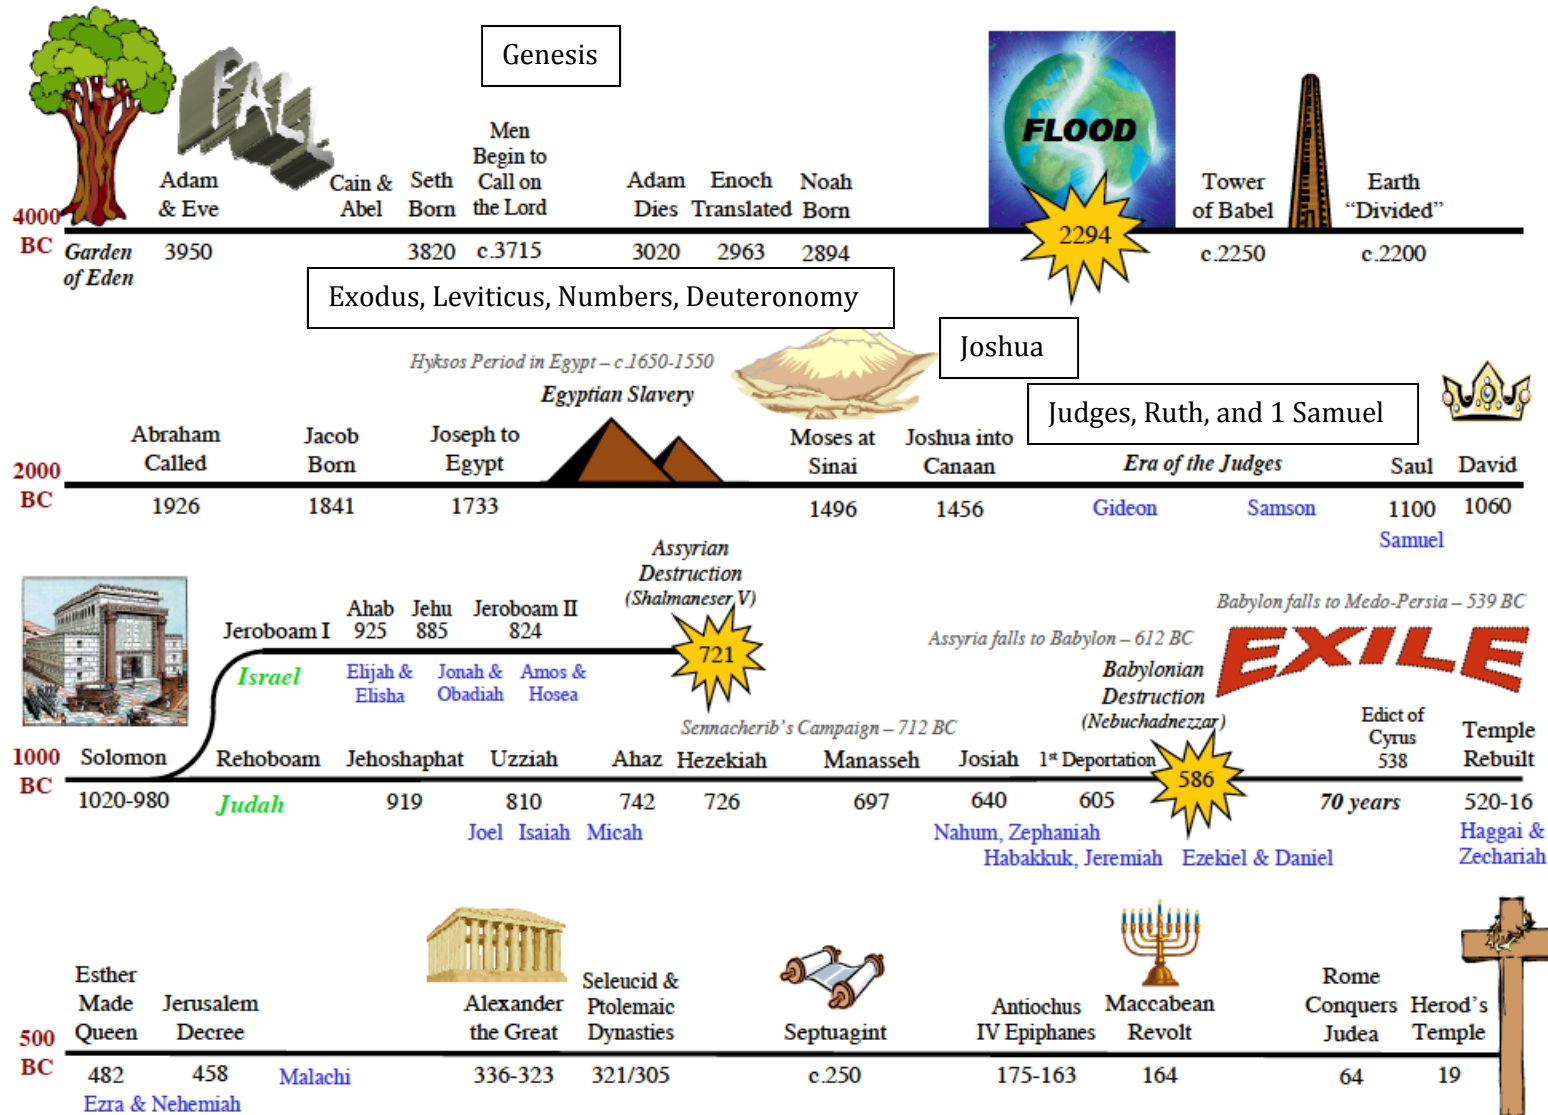 Genesis
FALL
FLOOD
Men
Begin to
Call on
the Lord
Adam
& Eve
Cain &
Abel
Seth
Born
Adam
Dies
Enoch
Translated
Noah
Born
Tower
of Babel
Earth
“Divided”
4000
BC
Garden
of Eden
3950
3820
c.3715
3020
2963
2894
2294
c.2250
c.2200
Exodus, Leviticus, Numbers, Deuteronomy
Joshua
Judges, Ruth, and 1 Samuel
Hyksos Period in Egypt – c.1650-1550
Egyptian Slavery
Abraham
Called
Jacob
Born
Joseph to
Egypt
Moses at
Sinai
Joshua into
Canaan
Era of the Judges
Saul
David
2000
BC
1926
1841
1733
1496
1456
Gideon
Samson
1100
1060
Samuel
Assyrian
Destruction
(Shalmaneser V)
Jeroboam I
Ahab
925
Jehu
885
Jeroboam II
824
721
Israel
Elijah &
Elisha
Jonah &
Obadiah
Amos &
Hosea
Babylon falls to Medo-Persia – 539 BC
EXILE
Assyria falls to Babylon – 612 BC
Babylonian
Destruction
(Nebuchadnezzar)
Sennacherib’s Campaign – 712 BC
Edict of
Cyrus
538
Temple
Rebuilt
1000
BC
Solomon
Rehoboam
Jehoshaphat
Uzziah
Ahaz
Hezekiah
Manasseh
Josiah
1st Deportation
586
1020-980
Judah
919
810
742
726
697
640
605
70 years
520-16
Joel Isaiah Micah
Nahum, Zephaniah
Habakkuk, Jeremiah
Ezekiel & Daniel
Haggai &
Zechariah
Esther
Made
Queen
Jerusalem
Decree
Alexander
the Great
Seleucid &
Ptolemaic
Dynasties
Septuagint
Antiochus
IV Epiphanes
Maccabean
Revolt
Rome
Conquers
Judea
Herod’s
Temple
500
BC
482
458
Malachi
336-323
321/305
c.250
175-163
164
64
19
Ezra & Nehemiah